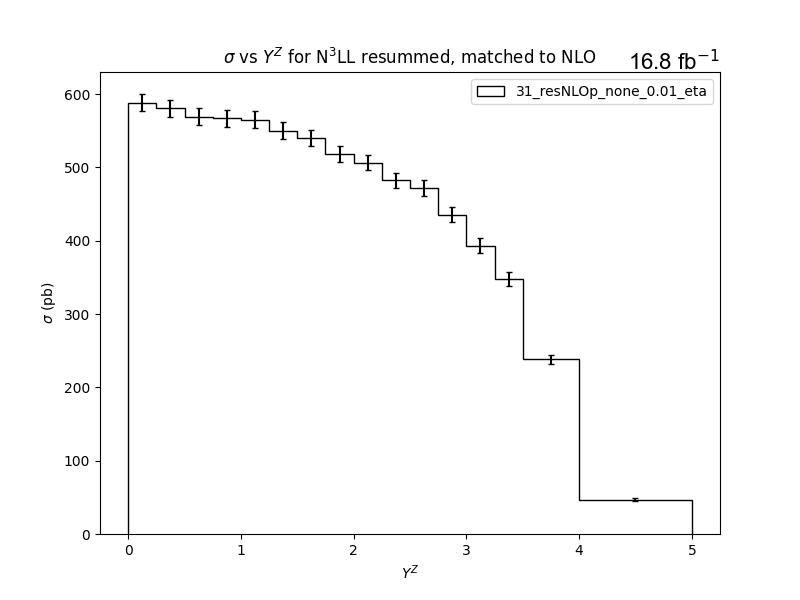 σ vs Y^Z for N³LL resummed, matched to NLO
16.8 fb⁻¹
31_resNLOp_none_0.01_eta
600
500
400
300
200
100
0
σ (pb)
0 1 2 3 4 5
Y^Z